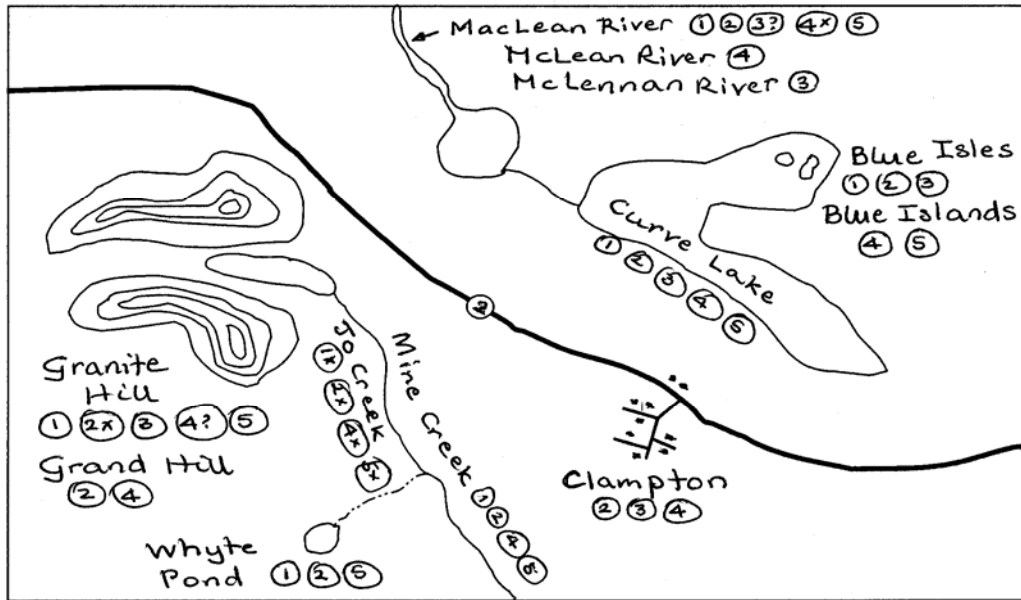 MacLean River ① ② ③? ④x ⑤
McLean River ④
McLennan River ③
Blue Isles
① ② ③
Blue Islands
④ ⑤
Curve Lake
① ② ③ ④ ⑤
②
Jo Creek
①x ②x ④x ⑤x
Mine Creek ① ② ④ ⑤
Granite
Hill
① ②x ③ ④? ⑤
Grand Hill
② ④
Clampton
② ③ ④
Whyte
Pond ① ② ⑤